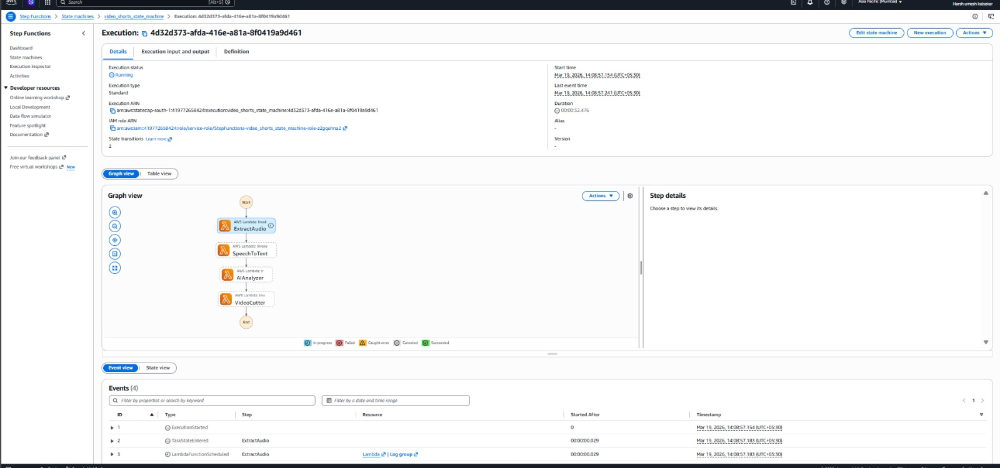 aws
Search
[Alt+S]
Asia Pacific (Mumbai)
Harsh umesh kalsekar
Step Functions
State machines
video_shorts_state_machine
Execution: 4d32d373-afda-416e-a81a-8f0419a9d461
Step Functions
Dashboard
State machines
Execution inspector
Activities
Developer resources
Online learning workshop
Local Development
Data flow simulator
Feature spotlight
Documentation
Join our feedback panel
Free virtual workshops New
Execution: 4d32d373-afda-416e-a81a-8f0419a9d461
Edit state machine
New execution
Actions
Details
Execution input and output
Definition
Execution status
Running
Execution type
Standard
Execution ARN
arn:aws:states:ap-south-1:419772658424:execution:video_shorts_state_machine:4d32d373-afda-416e-a81a-8f0419a9d461
IAM role ARN
arn:aws:iam::419772658424:role/service-role/StepFunctions-video_shorts_state_machine-role-z2gquhna2
State transitions Learn more
2
Start time
Mar 19, 2026, 14:08:57.154 (UTC+05:30)
Last event time
Mar 19, 2026, 14:08:57.241 (UTC+05:30)
Duration
00:00:32.476
Alias
-
Version
-
Graph view
Table view
Graph view
Actions
Start
AWS Lambda: Invok
ExtractAudio
AWS Lambda: Invoke
SpeechToText
AWS Lambda: Ir
AIAnalyzer
AWS Lambda: Inv
VideoCutter
End
In progress
Failed
Caught error
Canceled
Succeeded
Step details
Choose a step to view its details.
Event view
State view
Events (4)
Filter by properties or search by keyword
Filter by a date and time range
1
ID Type Step Resource Started After Timestamp
1 ExecutionStarted 0 Mar 19, 2026, 14:08:57.154 (UTC+05:30)
2 TaskStateEntered ExtractAudio 00:00:00.029 Mar 19, 2026, 14:08:57.183 (UTC+05:30)
3 LambdaFunctionScheduled ExtractAudio Lambda | Log group 00:00:00.029 Mar 19, 2026, 14:08:57.183 (UTC+05:30)